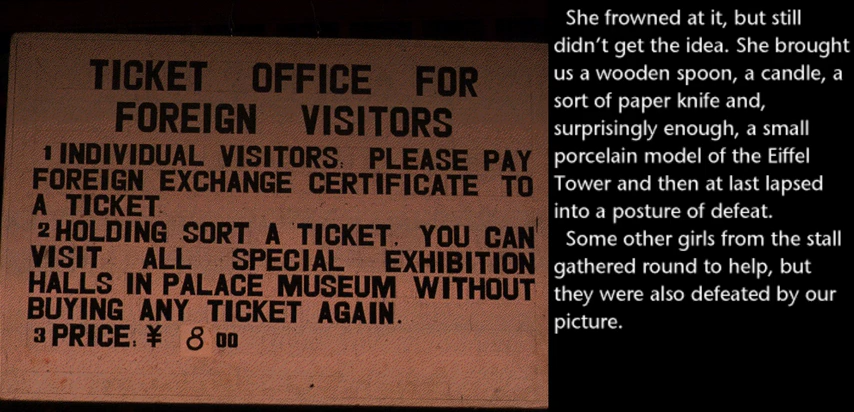 TICKET OFFICE FOR
FOREIGN VISITORS
1 INDIVIDUAL VISITORS. PLEASE PAY
FOREIGN EXCHANGE CERTIFICATE TO
A TICKET
2 HOLDING SORT A TICKET. YOU CAN
VISIT ALL SPECIAL EXHIBITION
HALLS IN PALACE MUSEUM WITHOUT
BUYING ANY TICKET AGAIN.
3 PRICE: ¥ 8 00
She frowned at it, but still
didn't get the idea. She brought
us a wooden spoon, a candle, a
sort of paper knife and,
surprisingly enough, a small
porcelain model of the Eiffel
Tower and then at last lapsed
into a posture of defeat.
Some other girls from the stall
gathered round to help, but
they were also defeated by our
picture.